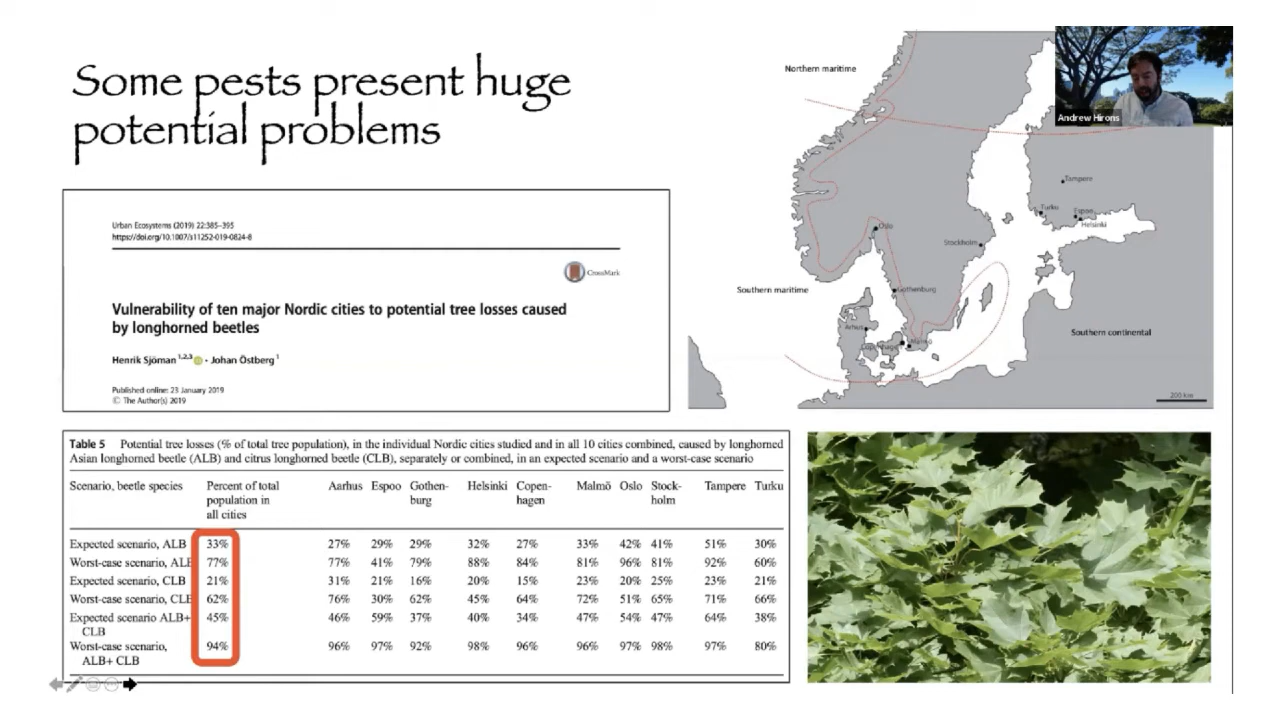 Some pests present huge
potential problems
Urban Ecosystems (2019) 22:385–395
https://doi.org/10.1007/s11252-019-0824-8
CrossMark
Vulnerability of ten major Nordic cities to potential tree losses caused
by longhorned beetles
Henrik Sjöman 1,2,3 · Johan Östberg 1
Published online: 23 January 2019
© The Author(s) 2019
Northern maritime
Andrew Hirons
Tampere
Turku
Espoo
Helsinki
Oslo
Stockholm
Southern maritime
Gothenburg
Southern continental
Arhus
Copenhagen
Malmö
200 km
Table 5 Potential tree losses (% of total tree population), in the individual Nordic cities studied and in all 10 cities combined, caused by longhorned
Asian longhorned beetle (ALB) and citrus longhorned beetle (CLB), separately or combined, in an expected scenario and a worst-case scenario
Scenario, beetle species Percent of total Aarhus Espoo Gothen- Helsinki Copen- Malmö Oslo Stock- Tampere Turku
population in burg hagen holm
all cities
Expected scenario, ALB 33% 27% 29% 29% 32% 27% 33% 42% 41% 51% 30%
Worst-case scenario, ALB 77% 77% 41% 79% 88% 84% 81% 96% 81% 92% 60%
Expected scenario, CLB 21% 31% 21% 16% 20% 15% 23% 20% 25% 23% 21%
Worst-case scenario, CLB 62% 76% 30% 62% 45% 64% 72% 51% 65% 71% 66%
Expected scenario ALB+ 45% 46% 59% 37% 40% 34% 47% 54% 47% 64% 38%
CLB
Worst-case scenario, 94% 96% 97% 92% 98% 96% 96% 97% 98% 97% 80%
ALB+ CLB